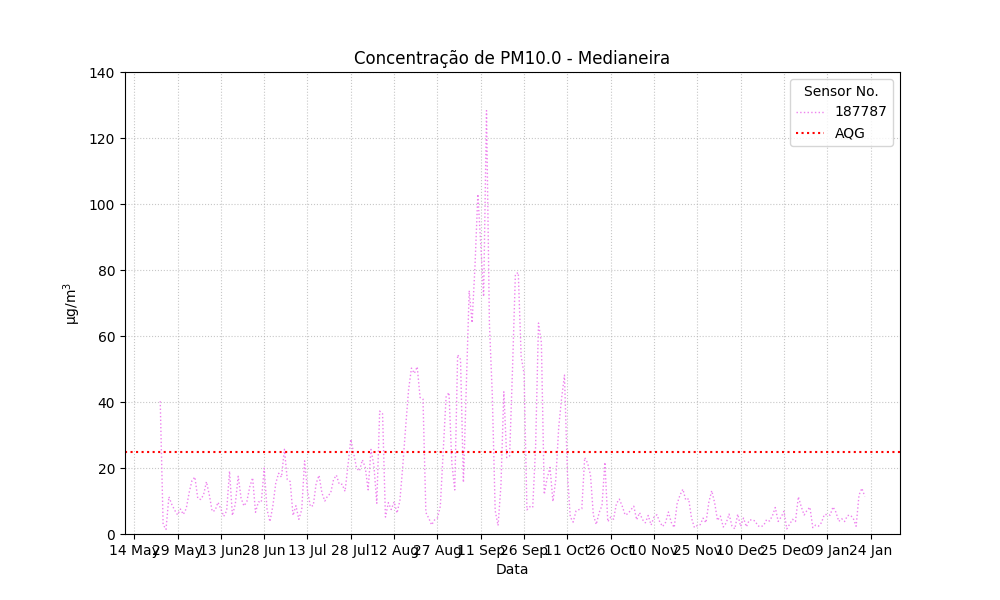 Concentração de PM10.0 - Medianeira
140
120
100
80
60
40
20
0
µg/m³
Sensor No.
187787
AQG
14 May 29 May 13 Jun 28 Jun 13 Jul 28 Jul 12 Aug 27 Aug 11 Sep 26 Sep 11 Oct 26 Oct 10 Nov 25 Nov 10 Dec 25 Dec 09 Jan 24 Jan
Data